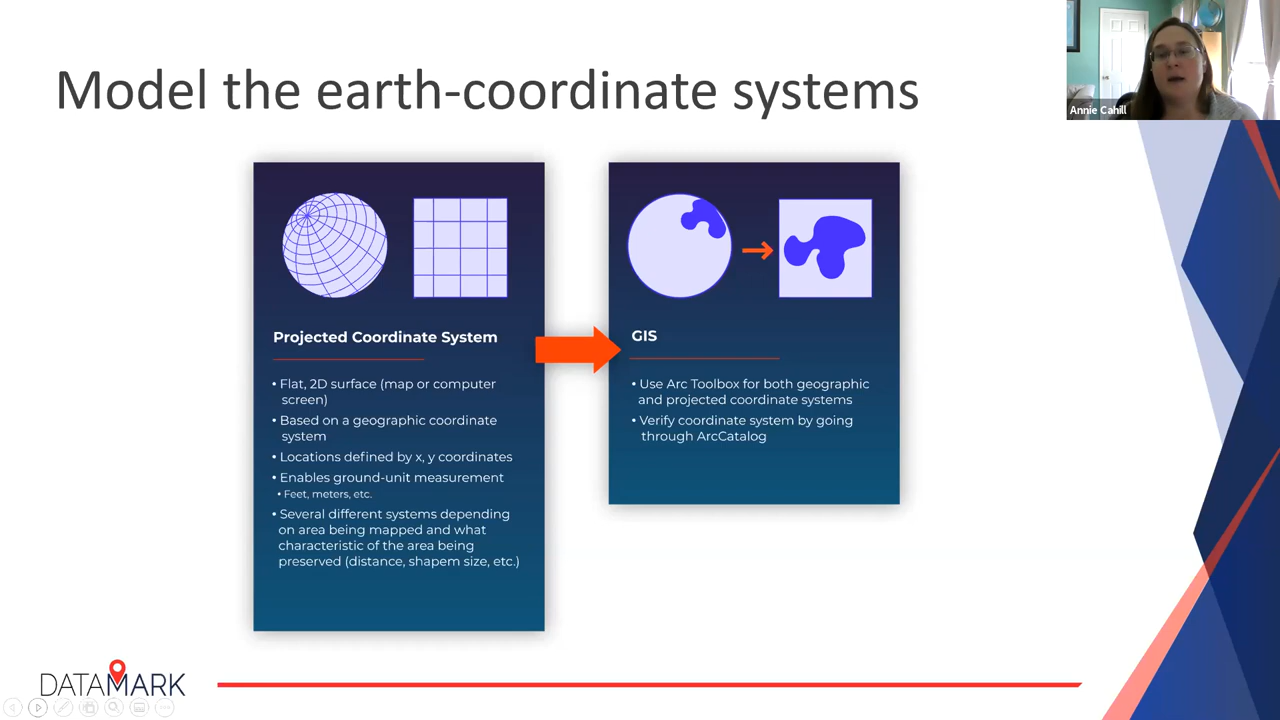 Model the earth-coordinate systems
Annie Cahill
Projected Coordinate System
• Flat, 2D surface (map or computer
screen)
• Based on a geographic coordinate
system
• Locations defined by x, y coordinates
• Enables ground-unit measurement
• Feet, meters, etc.
• Several different systems depending
on area being mapped and what
characteristic of the area being
preserved (distance, shapem size, etc.)
GIS
• Use Arc Toolbox for both geographic
and projected coordinate systems
• Verify coordinate system by going
through ArcCatalog
DATAMARK